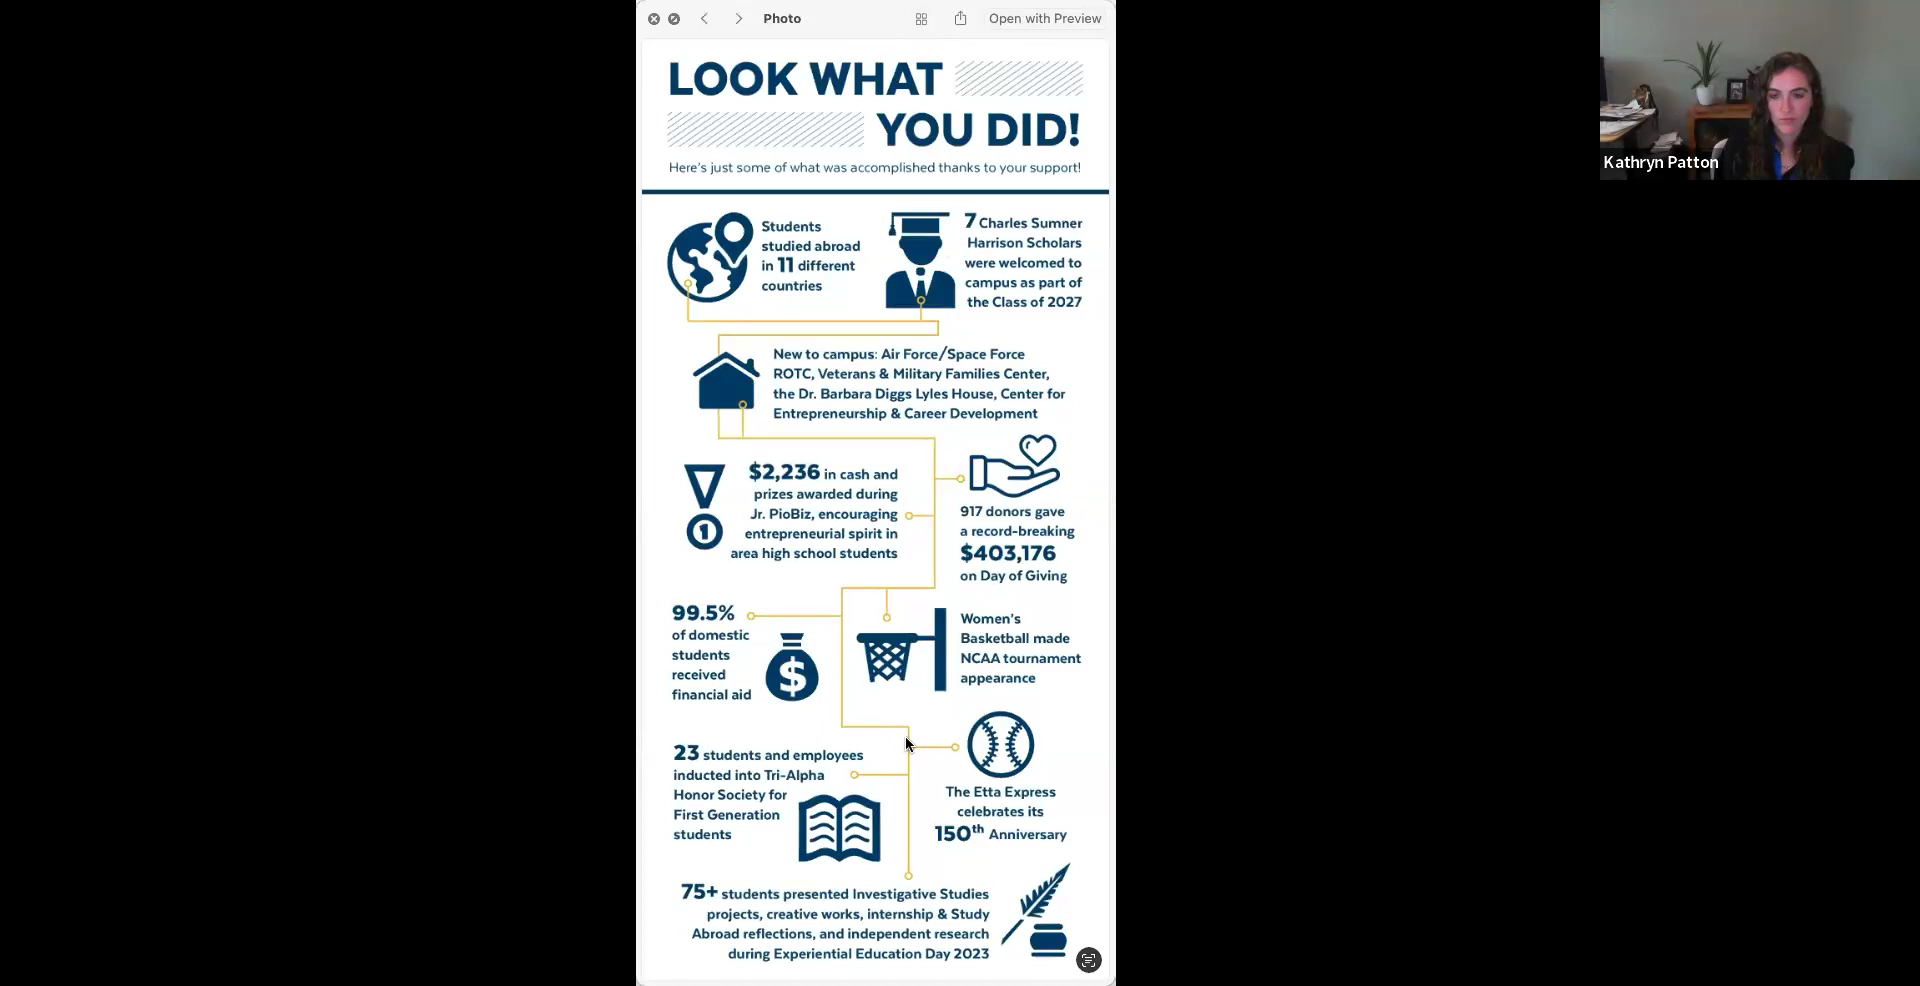 Photo
Open with Preview
LOOK WHAT
YOU DID!
Here's just some of what was accomplished thanks to your support!
Students
studied abroad
in 11 different
countries
7 Charles Sumner
Harrison Scholars
were welcomed to
campus as part of
the Class of 2027
New to campus: Air Force/Space Force
ROTC, Veterans & Military Families Center,
the Dr. Barbara Diggs Lyles House, Center for
Entrepreneurship & Career Development
$2,236 in cash and
prizes awarded during
Jr. PioBiz, encouraging
entrepreneurial spirit in
area high school students
1
917 donors gave
a record-breaking
$403,176
on Day of Giving
99.5%
of domestic
students
received
financial aid
$
Women's
Basketball made
NCAA tournament
appearance
23 students and employees
inducted into Tri-Alpha
Honor Society for
First Generation
students
The Etta Express
celebrates its
150th Anniversary
75+ students presented Investigative Studies
projects, creative works, internship & Study
Abroad reflections, and independent research
during Experiential Education Day 2023
Kathryn Patton